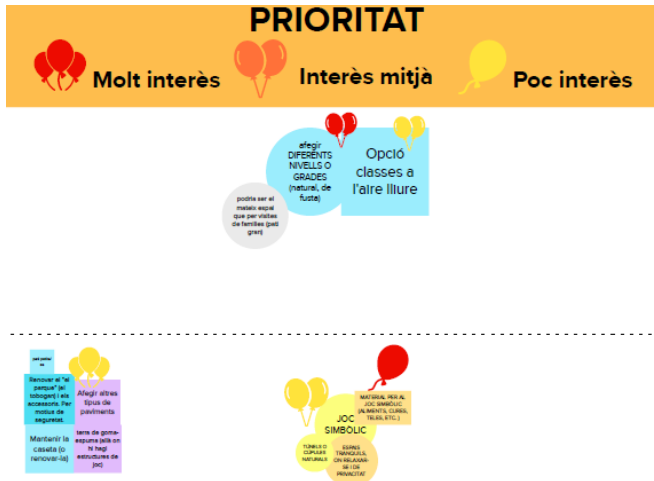 PRIORITAT
Molt interès
Interès mitjà
Poc interès
afegir
DIFERENTS
NIVELLS O
GRADES
(natural, de
fusta)
Opció
classes a
l'aire lliure
podria ser el
mateix espai
que per visites
de families (pati
gran)
Renovar el "el
parque" (el
tobogan) i els
accessoris. Per
motius de
seguretat.
Afegir altres
tipus de
paviments
Mantenir la
caseta (o
renovar-la)
terra de goma-
espuma (allà on
hi hagi
estructures de
joc)
MATERIAL PER AL
JOC SIMBÒLIC
(ALIMENTS, CURES,
TELES, ETC. )
JOC
SIMBÒLIC
TÚNELS O
CÚPULES
NATURALS
ESPAIS
TRANQUILS,
ON RELAXAR-
SE I DE
PRIVACITAT